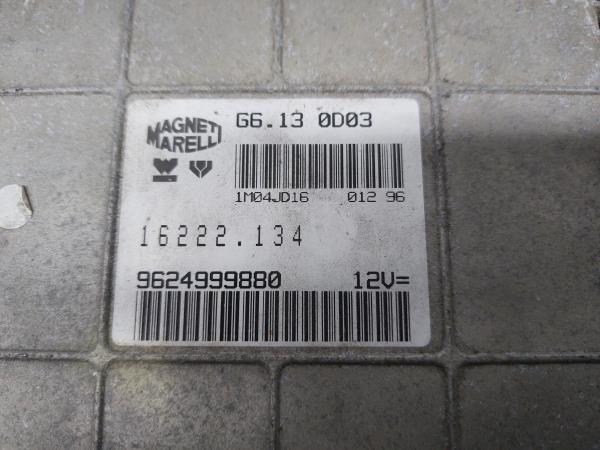 MAGNETI
MARELLI
G6.13 0D03
1M04JD16 012 96
16222.134
9624999880 12V=